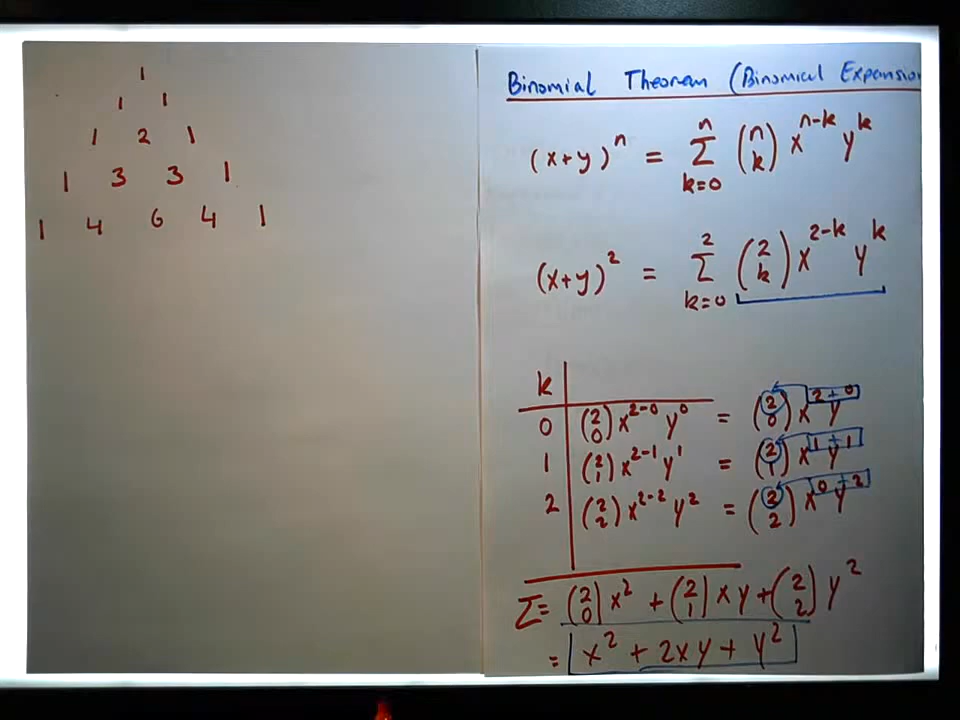 1
1 1
1 2 1
1 3 3 1
1 4 6 4 1
Binomial Theorem (Binomical Expansion
(x+y)^n = Σ_{k=0}^{n} (n k) x^{n-k} y^k
(x+y)^2 = Σ_{k=0}^{2} (2 k) x^{2-k} y^k
k
0 (2 0) x^{2-0} y^0 = (2 0) x^2 + y^0
1 (2 1) x^{2-1} y^1 = (2 1) x^1 + y^1
2 (2 2) x^{2-2} y^2 = (2 2) x^0 + y^2
Σ= (2 0) x^2 + (2 1) xy + (2 2) y^2
= x^2 + 2xy + y^2